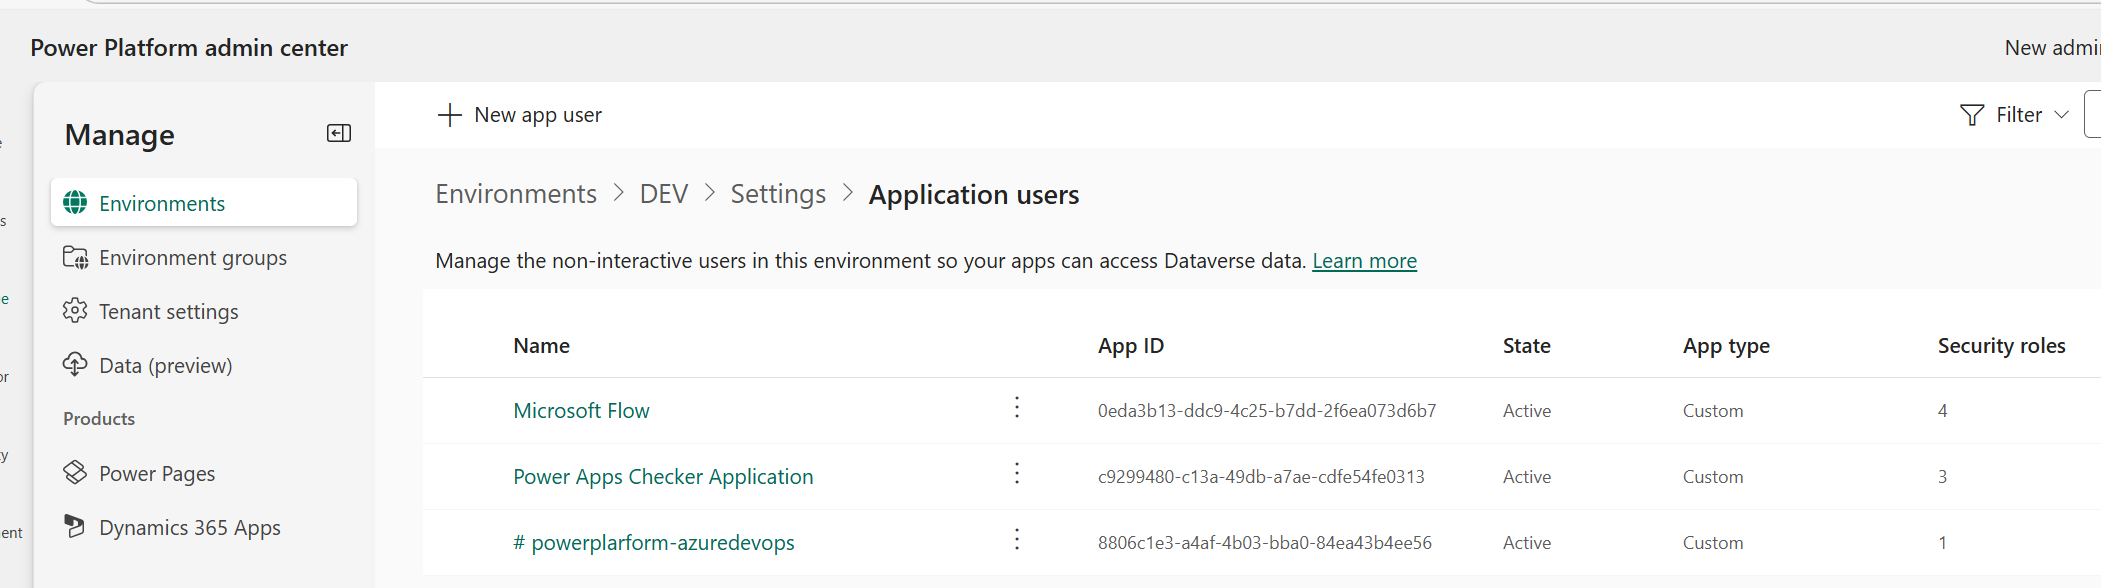 Power Platform admin center
New admi
Manage
Environments
Environment groups
Tenant settings
Data (preview)
Products
Power Pages
Dynamics 365 Apps
New app user
Filter
Environments > DEV > Settings > Application users
Manage the non-interactive users in this environment so your apps can access Dataverse data. Learn more
Name App ID State App type Security roles
Microsoft Flow 0eda3b13-ddc9-4c25-b7dd-2f6ea073d6b7 Active Custom 4
Power Apps Checker Application c9299480-c13a-49db-a7ae-cdfe54fe0313 Active Custom 3
# powerplarform-azuredevops 8806c1e3-a4af-4b03-bba0-84ea43b4ee56 Active Custom 1